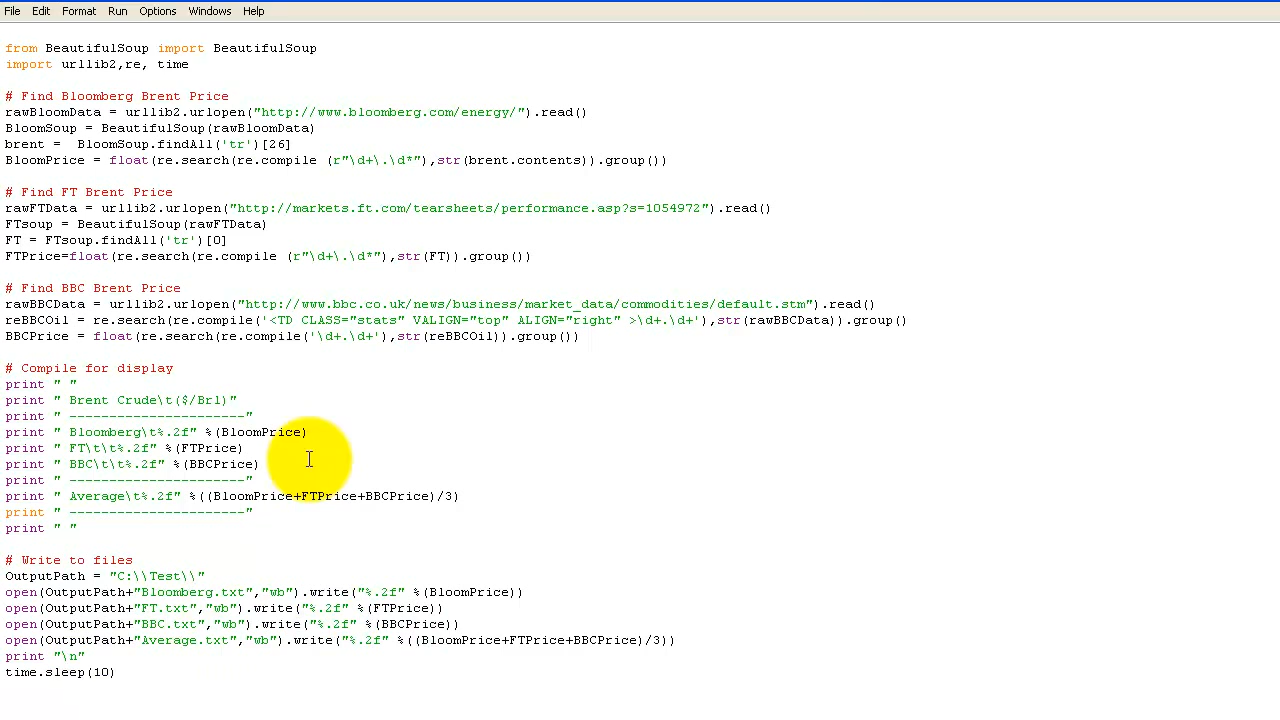 File Edit Format Run Options Windows Help
from BeautifulSoup import BeautifulSoup
import urllib2,re, time
# Find Bloomberg Brent Price
rawBloomData = urllib2.urlopen("http://www.bloomberg.com/energy/").read()
BloomSoup = BeautifulSoup(rawBloomData)
brent =  BloomSoup.findAll('tr')[26]
BloomPrice = float(re.search(re.compile (r"\d+\.\d*"),str(brent.contents)).group())
# Find FT Brent Price
rawFTData = urllib2.urlopen("http://markets.ft.com/tearsheets/performance.asp?s=1054972").read()
FTsoup = BeautifulSoup(rawFTData)
FT = FTsoup.findAll('tr')[0]
FTPrice=float(re.search(re.compile (r"\d+\.\d*"),str(FT)).group())
# Find BBC Brent Price
rawBBCData = urllib2.urlopen("http://www.bbc.co.uk/news/business/market_data/commodities/default.stm").read()
reBBCOil = re.search(re.compile('<TD CLASS="stats" VALIGN="top" ALIGN="right" >\d+.\d+'),str(rawBBCData)).group()
BBCPrice = float(re.search(re.compile('\d+.\d+'),str(reBBCOil)).group())
# Compile for display
print " "
print " Brent Crude\t($/Brl)"
print " ----------------------"
print " Bloomberg\t%.2f" %(BloomPrice)
print " FT\t\t%.2f" %(FTPrice)
print " BBC\t\t%.2f" %(BBCPrice)
print " ----------------------"
print " Average\t%.2f" %((BloomPrice+FTPrice+BBCPrice)/3)
print " ----------------------"
print " "
# Write to files
OutputPath = "C:\\Test\\"
open(OutputPath+"Bloomberg.txt","wb").write("%.2f" %(BloomPrice))
open(OutputPath+"FT.txt","wb").write("%.2f" %(FTPrice))
open(OutputPath+"BBC.txt","wb").write("%.2f" %(BBCPrice))
open(OutputPath+"Average.txt","wb").write("%.2f" %((BloomPrice+FTPrice+BBCPrice)/3))
print "\n"
time.sleep(10)